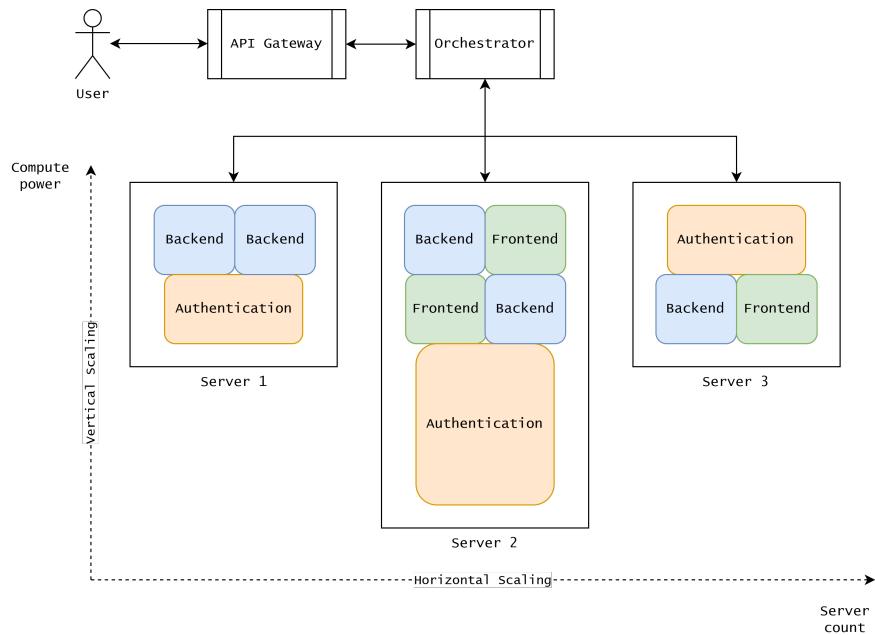 API Gateway
Orchestrator
User
Compute
power
Backend
Backend
Authentication
Server 1
Backend
Frontend
Frontend
Backend
Authentication
Server 2
Authentication
Backend
Frontend
Server 3
Vertical Scaling
Horizontal Scaling
Server
count